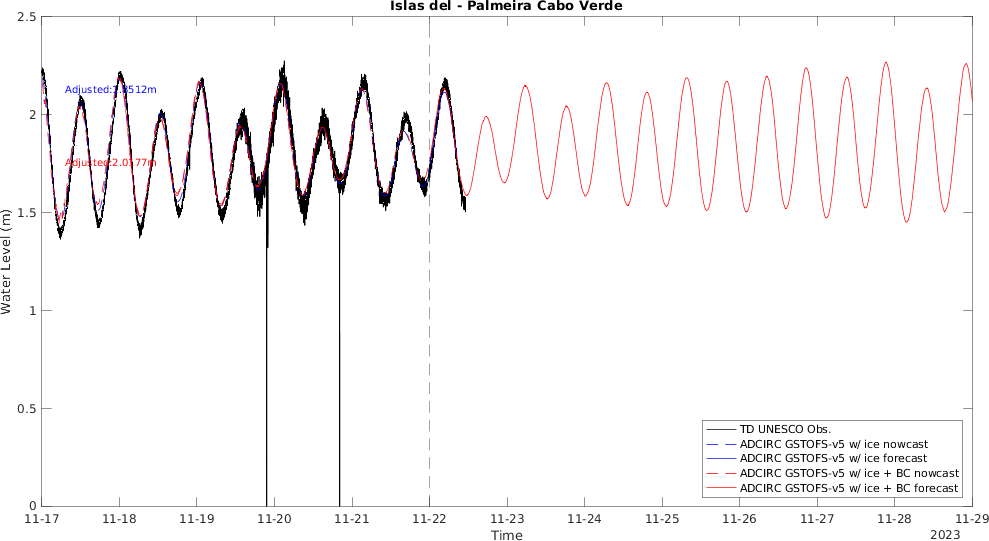 Islas del - Palmeira Cabo Verde
2.5
2
1.5
1
0.5
0
Water Level (m)
Adjusted:2.0177m
TD UNESCO Obs.
ADCIRC GSTOFS-v5 w/ ice nowcast
ADCIRC GSTOFS-v5 w/ ice forecast
ADCIRC GSTOFS-v5 w/ ice + BC nowcast
ADCIRC GSTOFS-v5 w/ ice + BC forecast
11-17 11-18 11-19 11-20 11-21 11-22 11-23 11-24 11-25 11-26 11-27 11-28 11-29
Time
2023